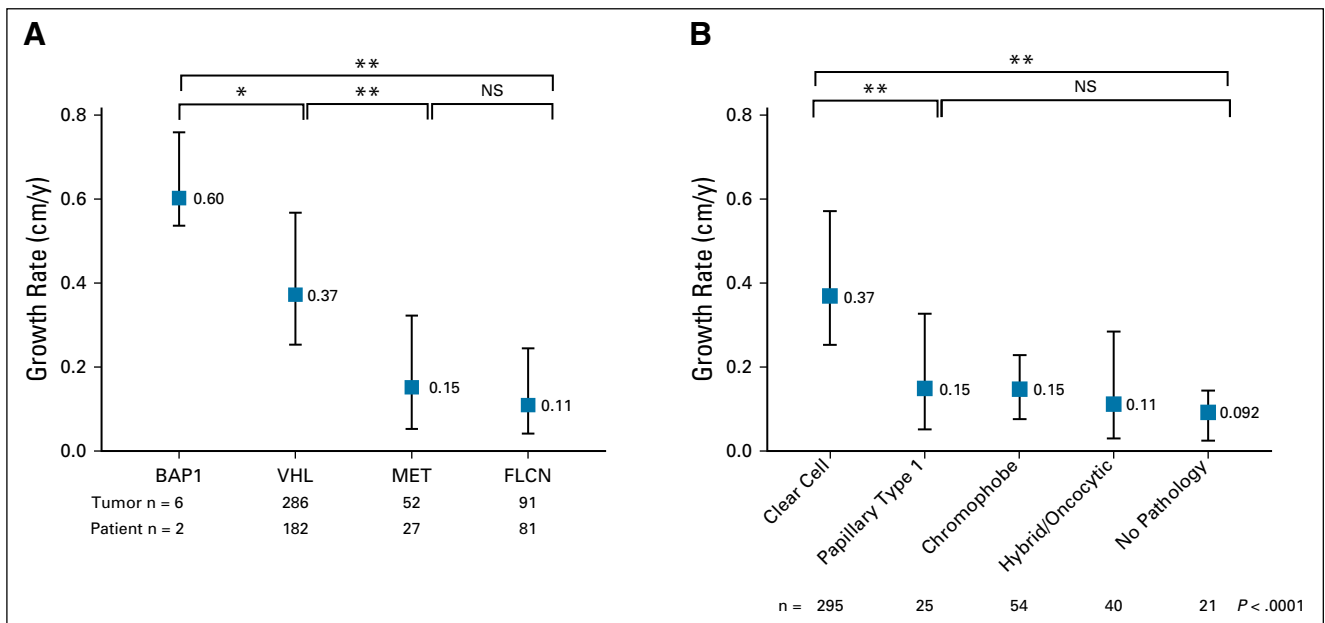 A
**
* ** NS
0.8
0.6
0.4
0.2
0.0
Growth Rate (cm/y)
0.60
0.37
0.15
0.11
BAP1 VHL MET FLCN
Tumor n = 6 286 52 91
Patient n = 2 182 27 81
B
**
** NS
0.8
0.6
0.4
0.2
0.0
Growth Rate (cm/y)
0.37
0.15
0.15
0.11
0.092
Clear Cell
Papillary Type 1
Chromophobe
Hybrid/Oncocytic
No Pathology
n = 295 25 54 40 21 P < .0001